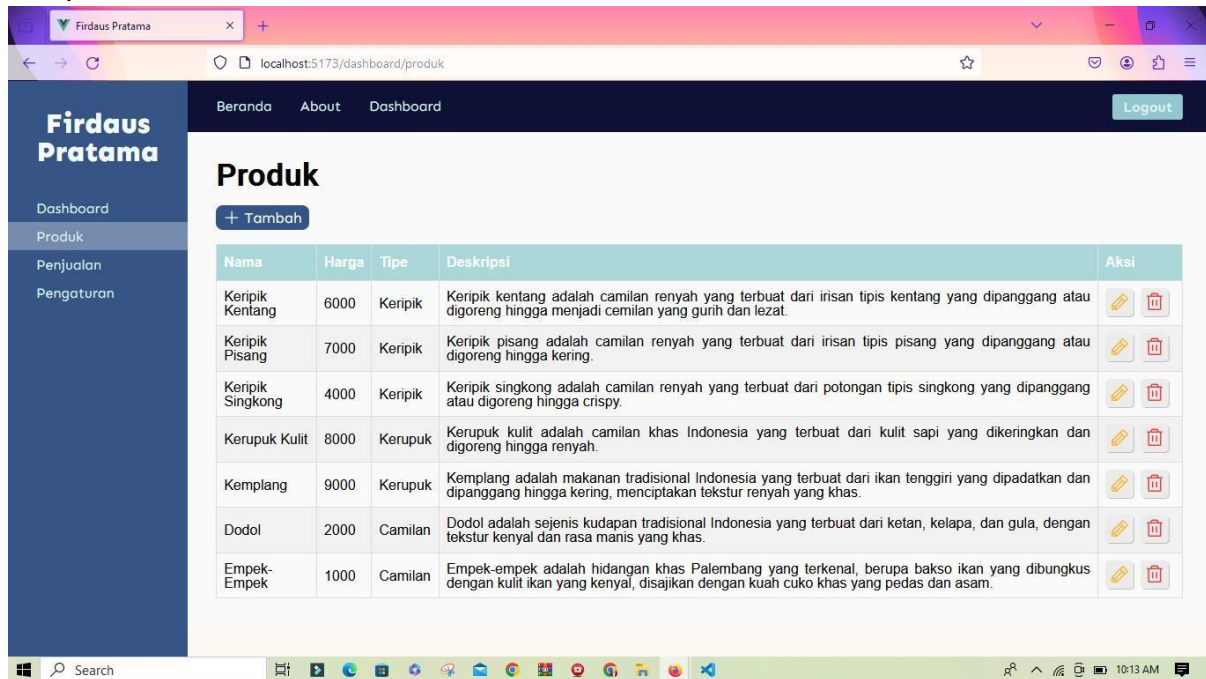 Firdaus Pratama
localhost:5173/dashboard/produk
Firdaus
Pratama
Dashboard
Produk
Penjualan
Pengaturan
Beranda About Dashboard Logout
Produk
+ Tambah
Nama Harga Tipe Deskripsi Aksi
Keripik Kentang 6000 Keripik Keripik kentang adalah camilan renyah yang terbuat dari irisan tipis kentang yang dipanggang atau
digoreng hingga menjadi cemilan yang gurih dan lezat.
Keripik Pisang 7000 Keripik Keripik pisang adalah camilan renyah yang terbuat dari irisan tipis pisang yang dipanggang atau
digoreng hingga kering.
Keripik Singkong 4000 Keripik Keripik singkong adalah camilan renyah yang terbuat dari potongan tipis singkong yang dipanggang
atau digoreng hingga crispy.
Kerupuk Kulit 8000 Kerupuk Kerupuk kulit adalah camilan khas Indonesia yang terbuat dari kulit sapi yang dikeringkan dan
digoreng hingga renyah.
Kemplang 9000 Kerupuk Kemplang adalah makanan tradisional Indonesia yang terbuat dari ikan tenggiri yang dipadatkan dan
dipanggang hingga kering, menciptakan tekstur renyah yang khas.
Dodol 2000 Camilan Dodol adalah sejenis kudapan tradisional Indonesia yang terbuat dari ketan, kelapa, dan gula, dengan
tekstur kenyal dan rasa manis yang khas.
Empek-Empek 1000 Camilan Empek-empek adalah hidangan khas Palembang yang terkenal, berupa bakso ikan yang dibungkus
dengan kulit ikan yang kenyal, disajikan dengan kuah cuko khas yang pedas dan asam.
Search 10:13 AM